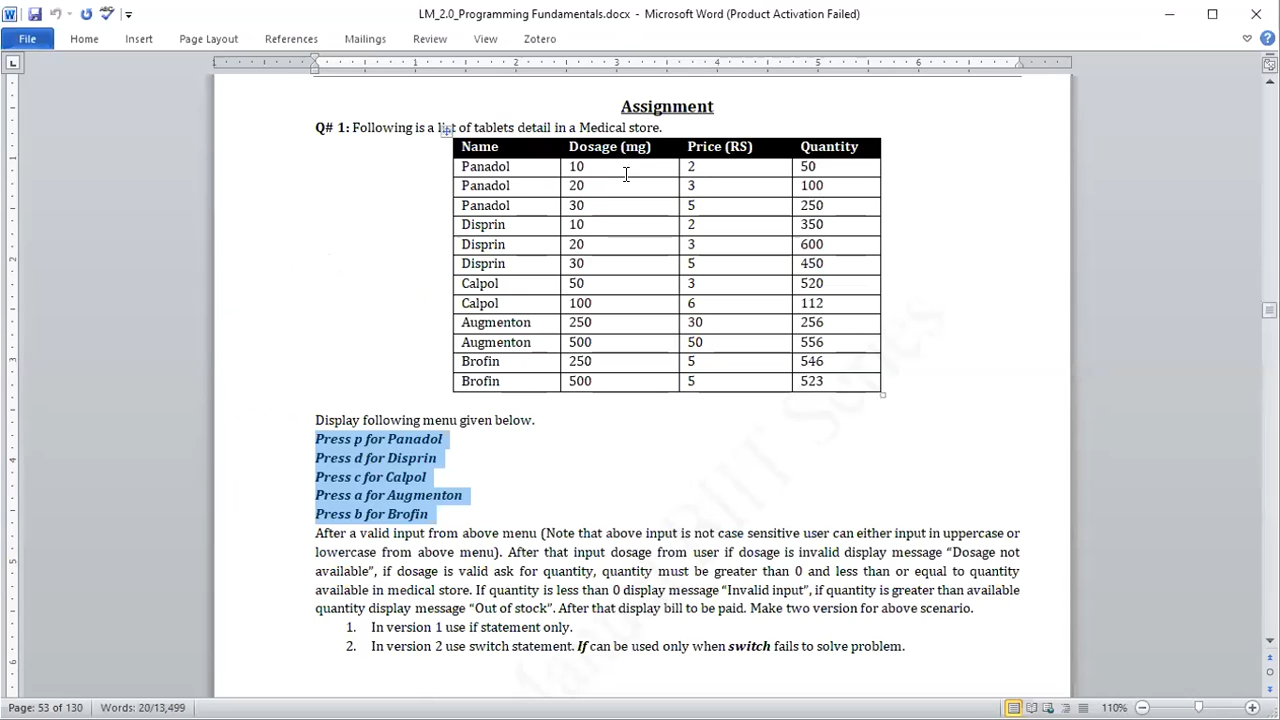 LM_2.0_Programming Fundamentals.docx - Microsoft Word (Product Activation Failed)
File Home Insert Page Layout References Mailings Review View Zotero
1 1 2 3 4 5 6
Assignment
Q# 1: Following is a list of tablets detail in a Medical store.
Name Dosage (mg) Price (RS) Quantity
Panadol 10 2 50
Panadol 20 3 100
Panadol 30 5 250
Disprin 10 2 350
Disprin 20 3 600
Disprin 30 5 450
Calpol 50 3 520
Calpol 100 6 112
Augmenton 250 30 256
Augmenton 500 50 556
Brofin 250 5 546
Brofin 500 5 523
Display following menu given below.
Press p for Panadol
Press d for Disprin
Press c for Calpol
Press a for Augmenton
Press b for Brofin
After a valid input from above menu (Note that above input is not case sensitive user can either input in uppercase or
lowercase from above menu). After that input dosage from user if dosage is invalid display message “Dosage not
available”, if dosage is valid ask for quantity, quantity must be greater than 0 and less than or equal to quantity
available in medical store. If quantity is less than 0 display message “Invalid input”, if quantity is greater than available
quantity display message “Out of stock”. After that display bill to be paid. Make two version for above scenario.
1. In version 1 use if statement only.
2. In version 2 use switch statement. If can be used only when switch fails to solve problem.
Page: 53 of 130 Words: 20/13,499 110%